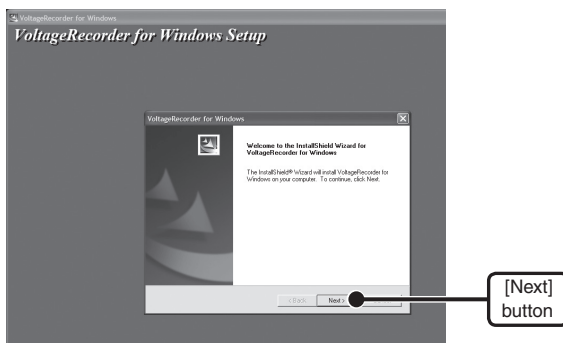 VoltageRecorder for Windows
VoltageRecorder for Windows Setup
VoltageRecorder for Windows
Welcome to the InstallShield Wizard for
VoltageRecorder for Windows
The InstallShield® Wizard will install VoltageRecorder for
Windows on your computer. To continue, click Next.
< Back Next >
[Next]
button